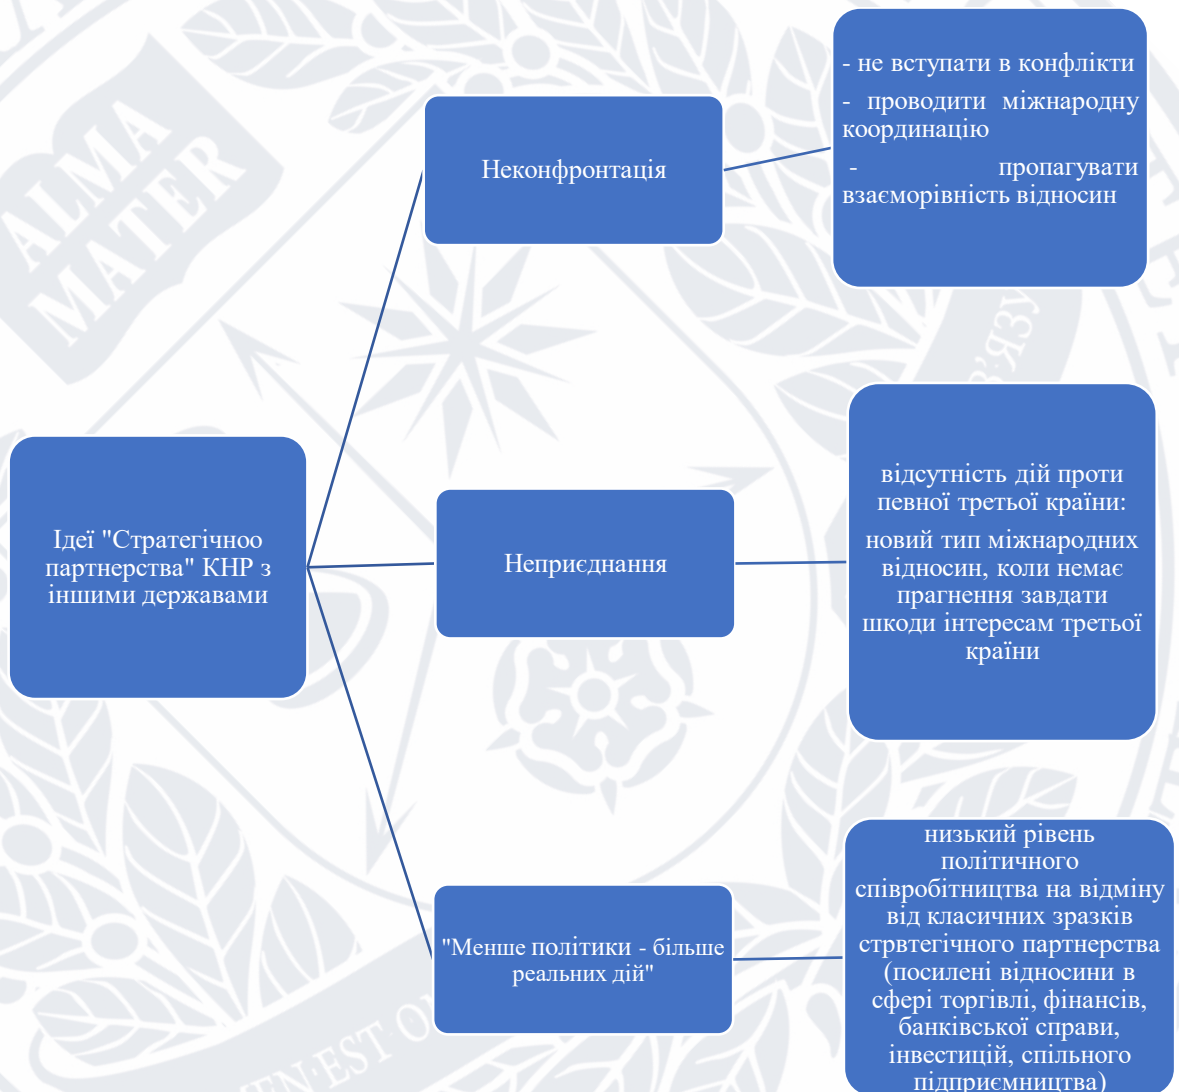 - не вступати в конфлікти
- проводити міжнародну
координацію
- пропагувати
взаєморівність відносин
Неконфронтація
Ідеї "Стратегічноо
партнерства" КНР з
іншими державами
Неприєднання
відсутність дій проти
певної третьої країни:
новий тип міжнародних
відносин, коли немає
прагнення завдати
шкоди інтересам третьої
країни
"Менше політики - більше
реальних дій"
низький рівень
політичного
співробітництва на відміну
від класичних зразків
стрвтегічного партнерства
(посилені відносини в
сфері торгівлі, фінансів,
банківської справи,
інвестицій, спільного
підприємництва)
ALMA
MATER